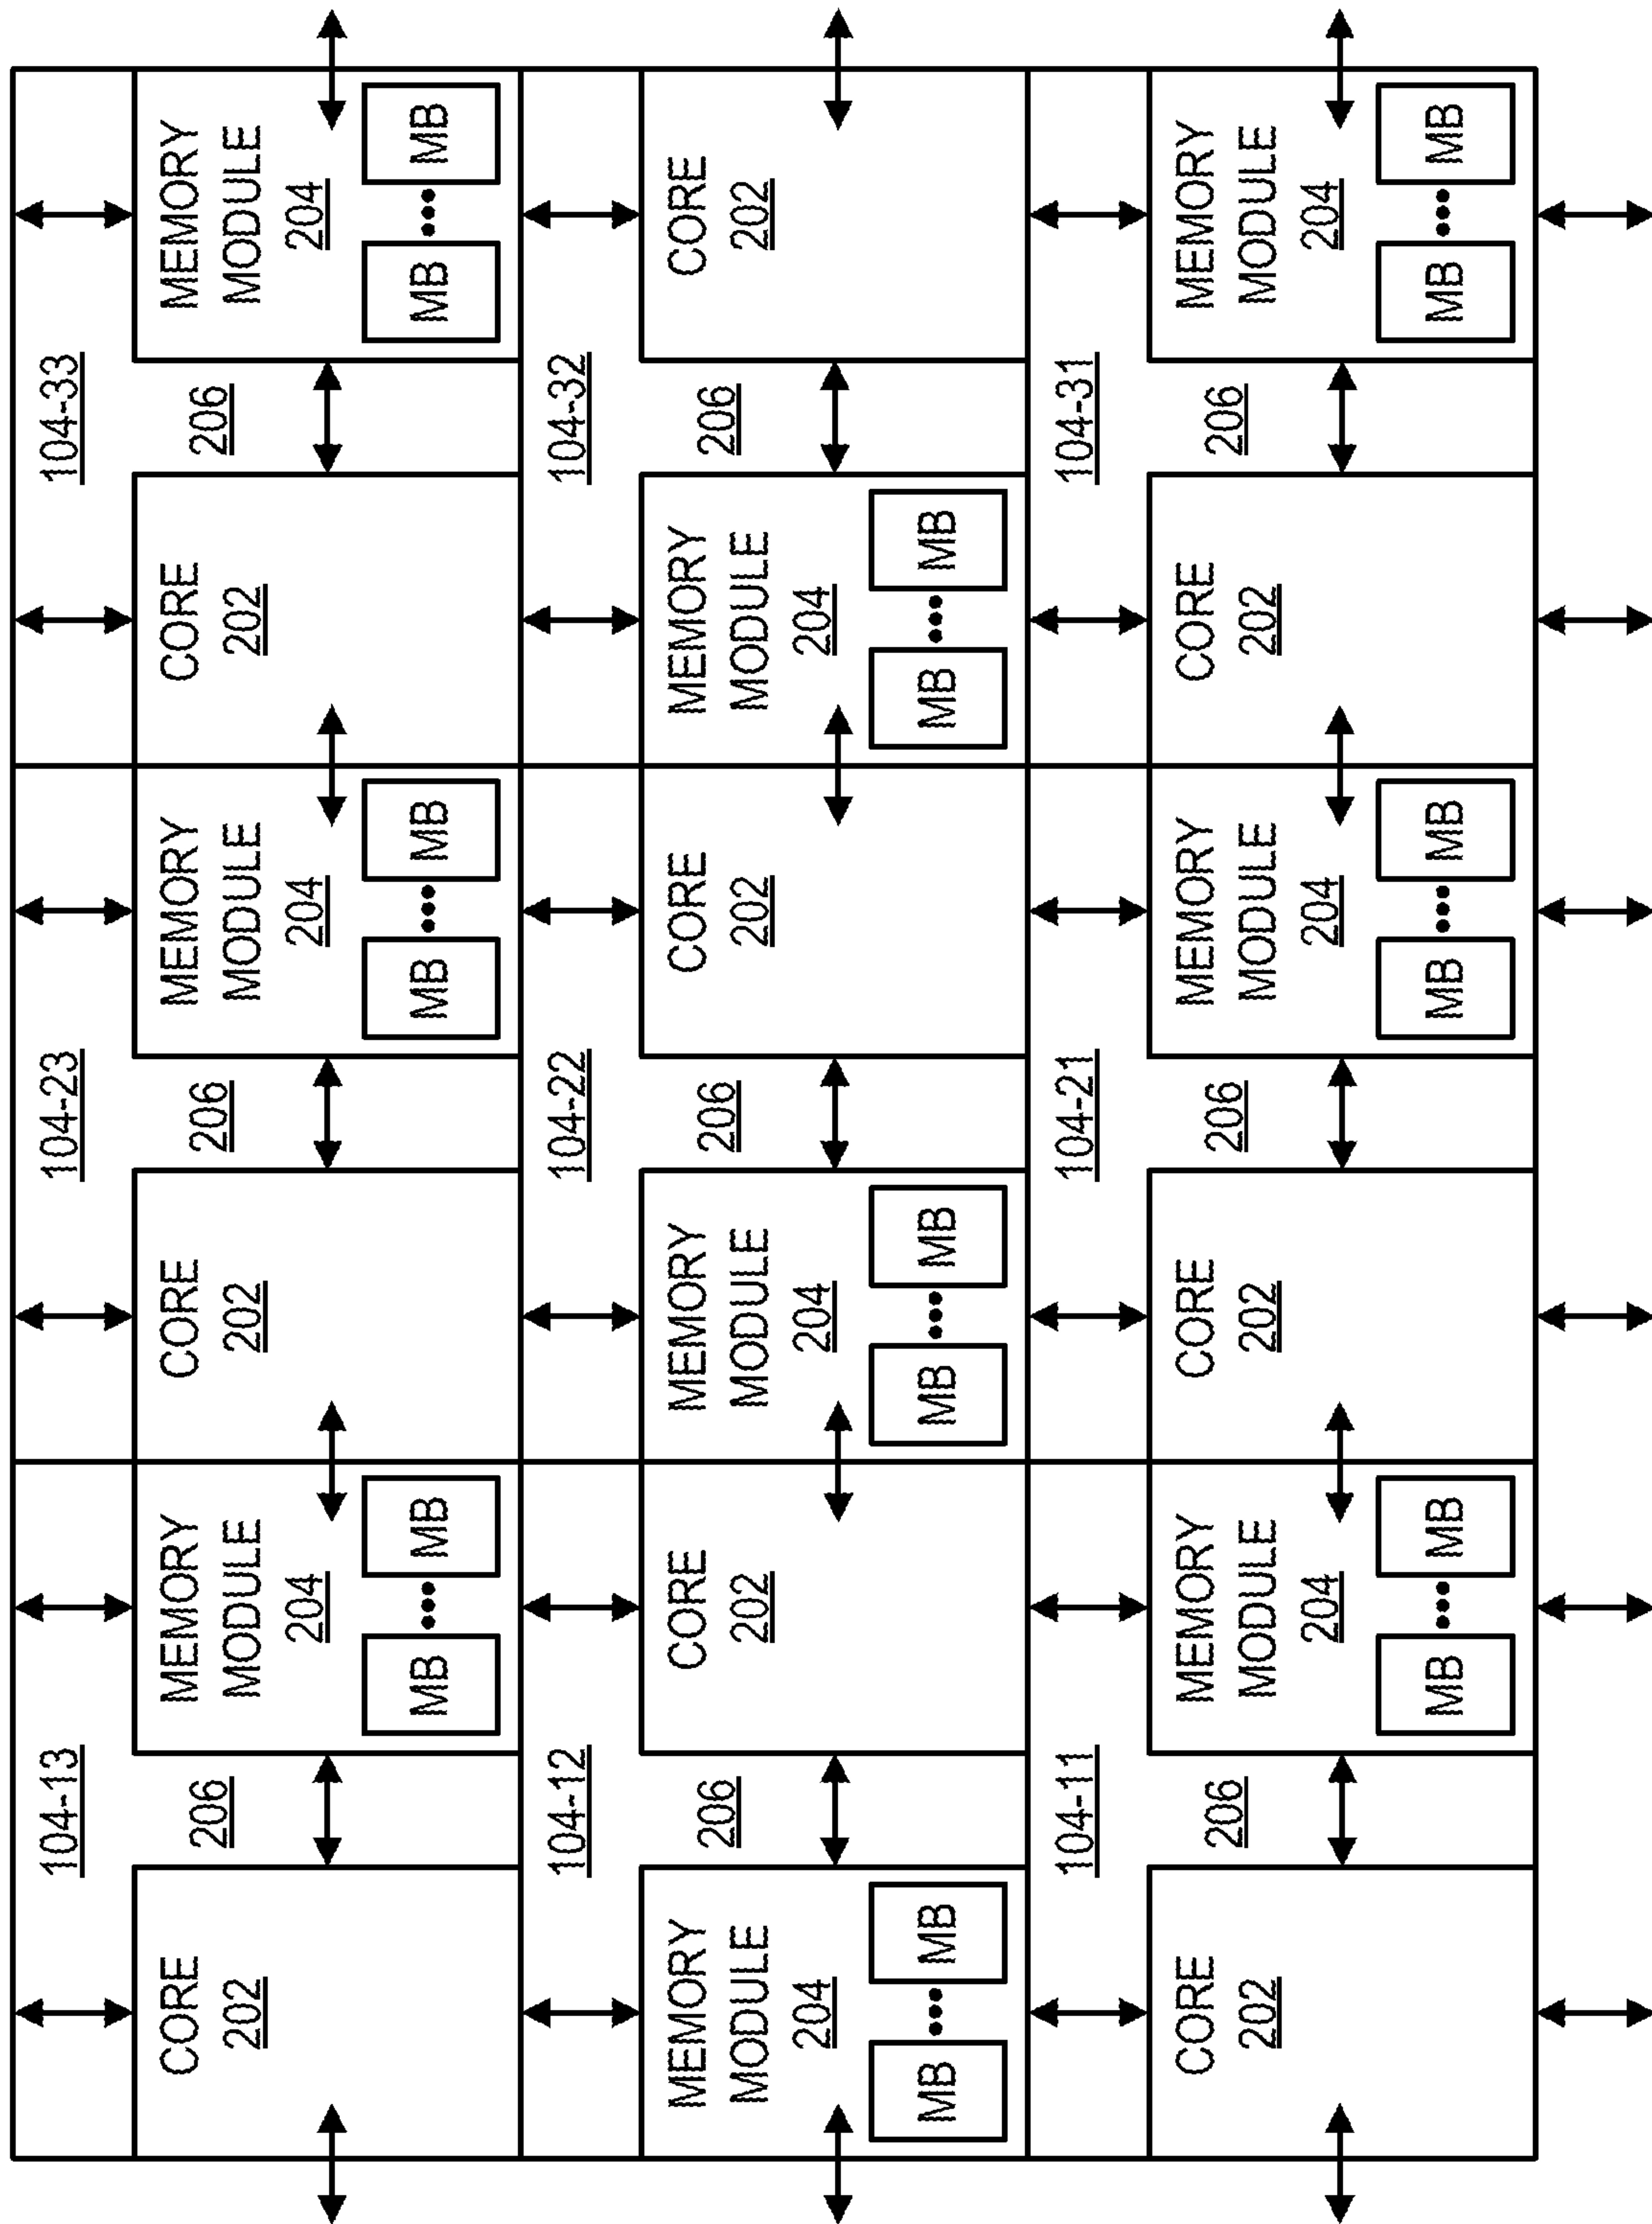 104-13
CORE
202
206
MEMORY
MODULE
204
MB
MB
104-23
CORE
202
206
MEMORY
MODULE
204
MB
MB
104-33
CORE
202
206
MEMORY
MODULE
204
MB
MB
104-12
MEMORY
MODULE
204
MB
MB
206
CORE
202
104-22
MEMORY
MODULE
204
MB
MB
206
CORE
202
104-32
MEMORY
MODULE
204
MB
MB
206
CORE
202
104-11
CORE
202
206
MEMORY
MODULE
204
MB
MB
104-21
CORE
202
206
MEMORY
MODULE
204
MB
MB
104-31
CORE
202
206
MEMORY
MODULE
204
MB
MB